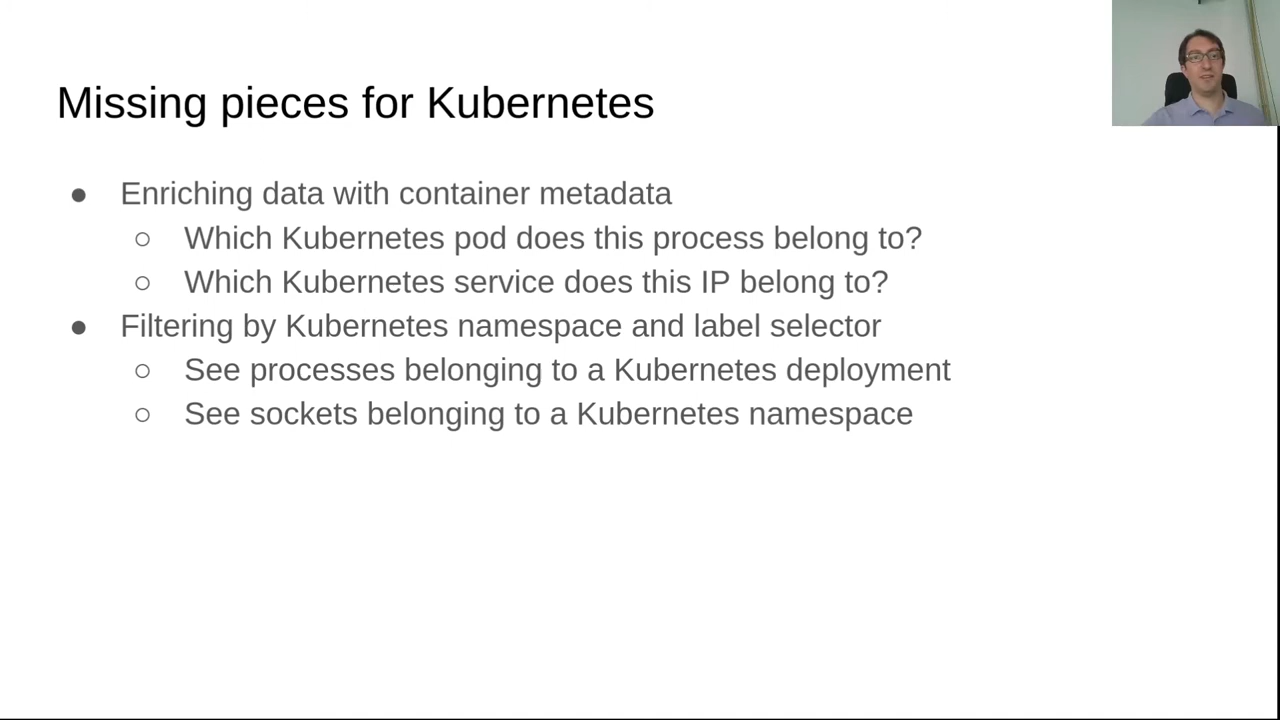 Missing pieces for Kubernetes
● Enriching data with container metadata
○ Which Kubernetes pod does this process belong to?
○ Which Kubernetes service does this IP belong to?
● Filtering by Kubernetes namespace and label selector
○ See processes belonging to a Kubernetes deployment
○ See sockets belonging to a Kubernetes namespace